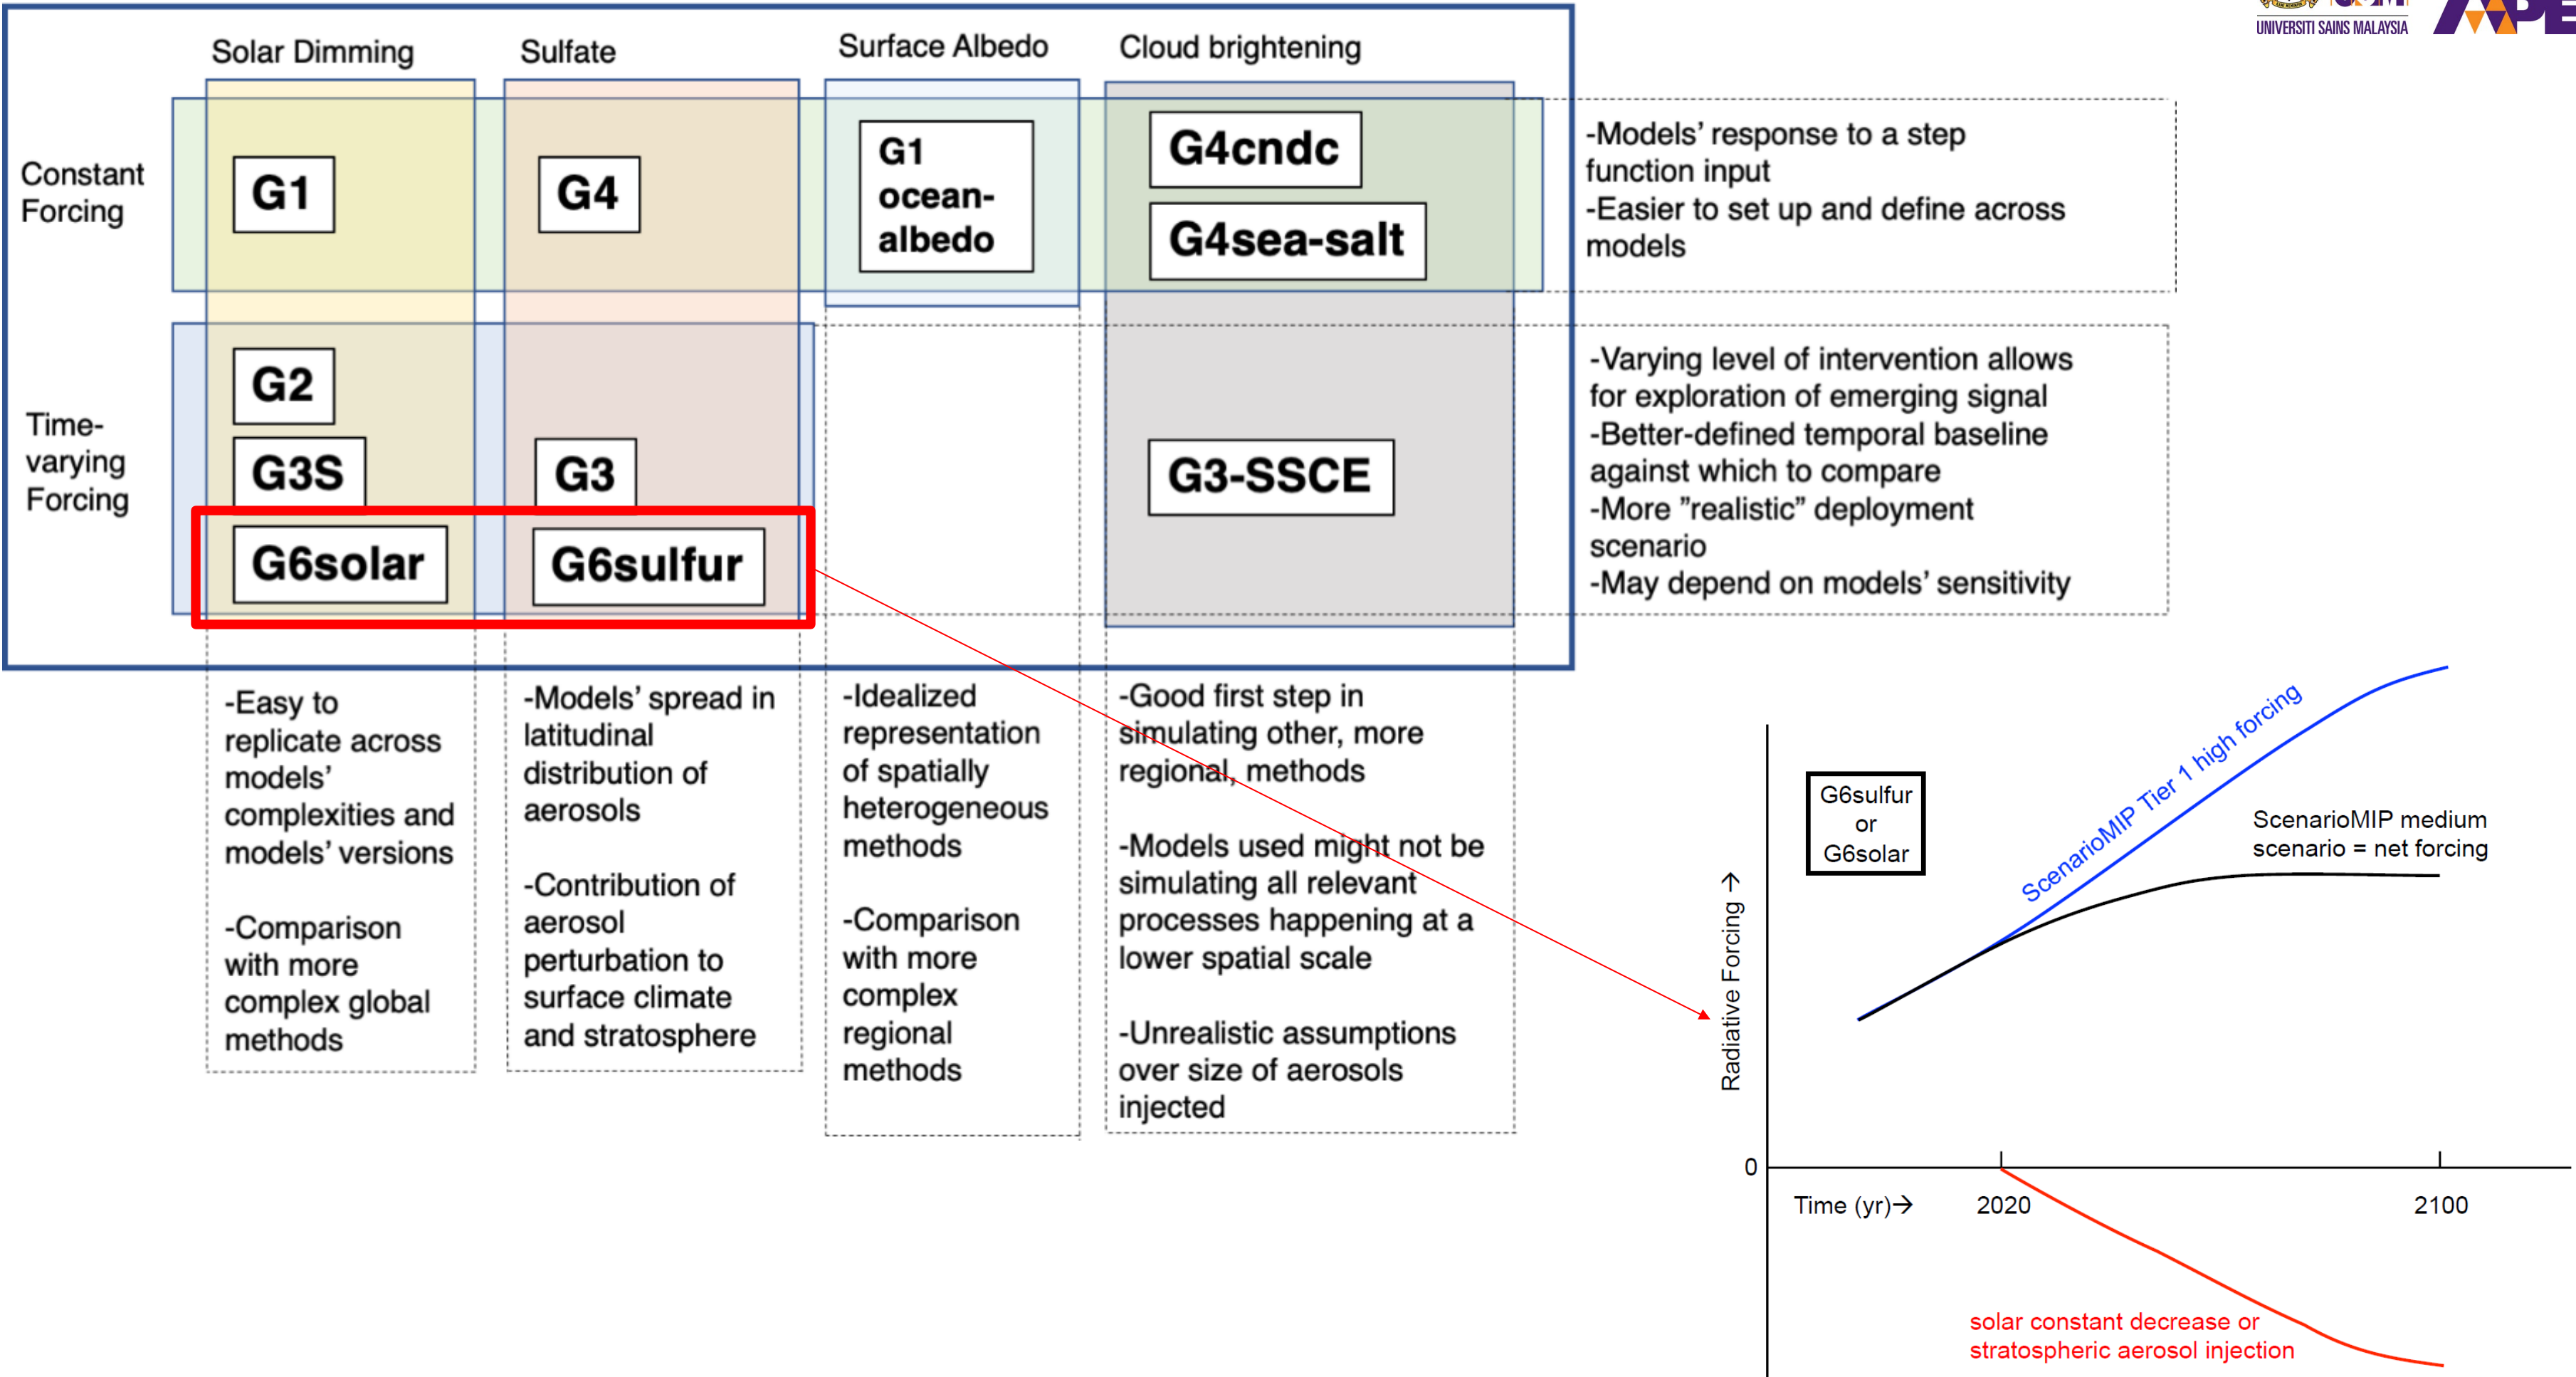 UNIVERSITI SAINS MALAYSIA
Solar Dimming
Sulfate
Surface Albedo
Cloud brightening
Constant
Forcing
G1
G4
G1
ocean-
albedo
G4cndc
G4sea-salt
-Models’ response to a step
function input
-Easier to set up and define across
models
Time-
varying
Forcing
G2
G3S
G6solar
G3
G6sulfur
G3-SSCE
-Varying level of intervention allows
for exploration of emerging signal
-Better-defined temporal baseline
against which to compare
-More ”realistic” deployment
scenario
-May depend on models’ sensitivity
-Easy to
replicate across
models’
complexities and
models’ versions
-Comparison
with more
complex global
methods
-Models’ spread in
latitudinal
distribution of
aerosols
-Contribution of
aerosol
perturbation to
surface climate
and stratosphere
-Idealized
representation
of spatially
heterogeneous
methods
-Comparison
with more
complex
regional
methods
-Good first step in
simulating other, more
regional, methods
-Models used might not be
simulating all relevant
processes happening at a
lower spatial scale
-Unrealistic assumptions
over size of aerosols
injected
G6sulfur
or
G6solar
ScenarioMIP Tier 1 high forcing
ScenarioMIP medium
scenario = net forcing
Radiative Forcing →
0
Time (yr)→
2020
2100
solar constant decrease or
stratospheric aerosol injection